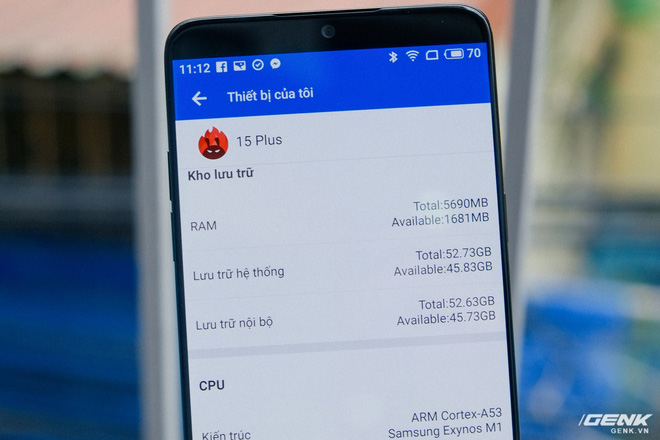 11:12
70
Thiết bị của tôi
15 Plus
Kho lưu trữ
RAM
Total:5690MB
Available:1681MB
Lưu trữ hệ thống
Total:52.73GB
Available:45.83GB
Lưu trữ nội bộ
Total:52.63GB
Available:45.73GB
CPU
Kiến trúc
ARM Cortex-A53
Samsung Exynos M1
GENK
GENK.VN